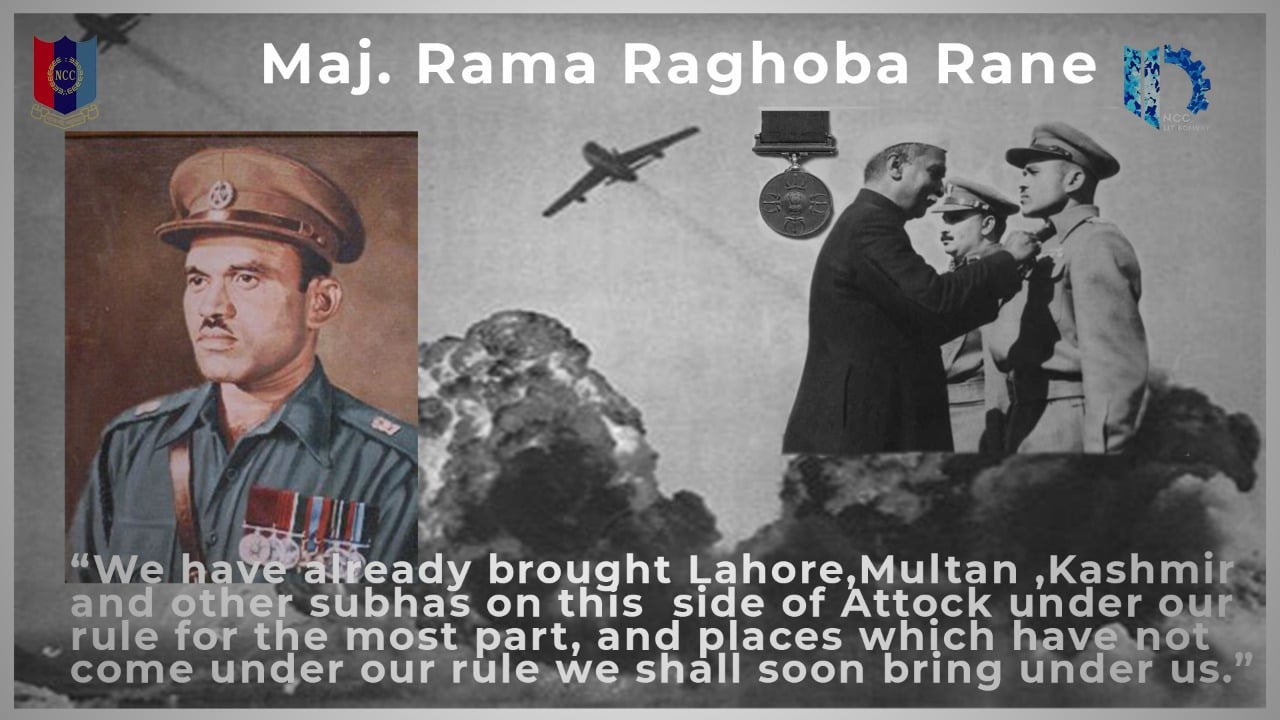 Maj. Rama Raghoba Rane
NCC
NCC
IIT BOMBAY
“We have already brought Lahore,Multan ,Kashmir
and other subhas on this side of Attock under our
rule for the most part, and places which have not
come under our rule we shall soon bring under us.”